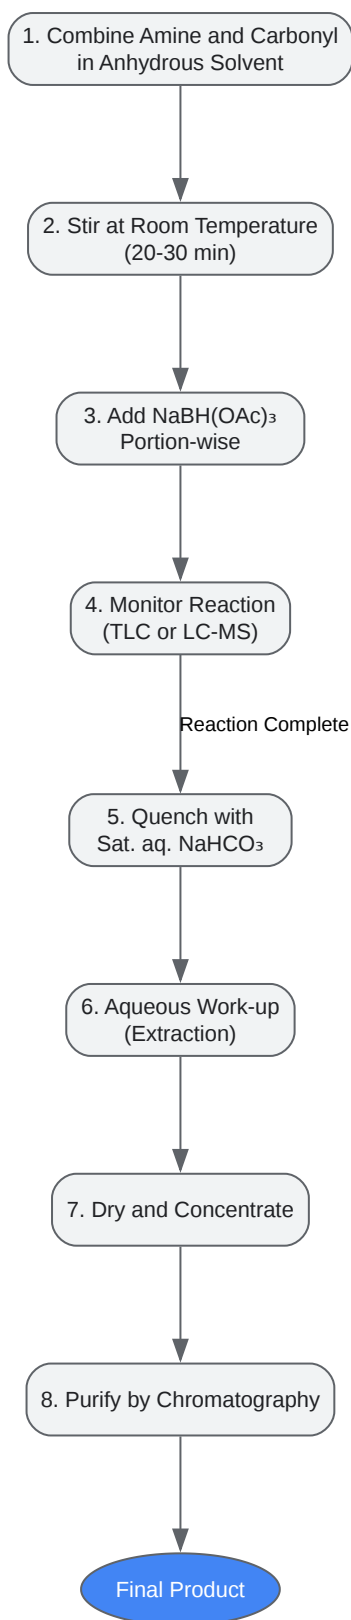 1. Combine Amine and Carbonyl
in Anhydrous Solvent
2. Stir at Room Temperature
(20-30 min)
3. Add NaBH(OAc)₃
Portion-wise
4. Monitor Reaction
(TLC or LC-MS)
Reaction Complete
5. Quench with
Sat. aq. NaHCO₃
6. Aqueous Work-up
(Extraction)
7. Dry and Concentrate
8. Purify by Chromatography
Final Product